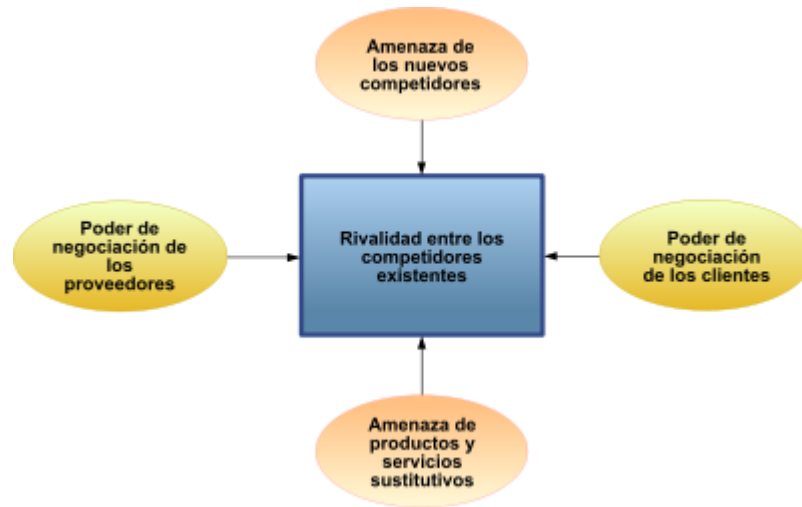 Amenaza de
los nuevos
competidores
Poder de
negociación de
los
proveedores
Rivalidad entre los
competidores
existentes
Poder de
negociación
de los clientes
Amenaza de
productos y
servicios
sustitutivos